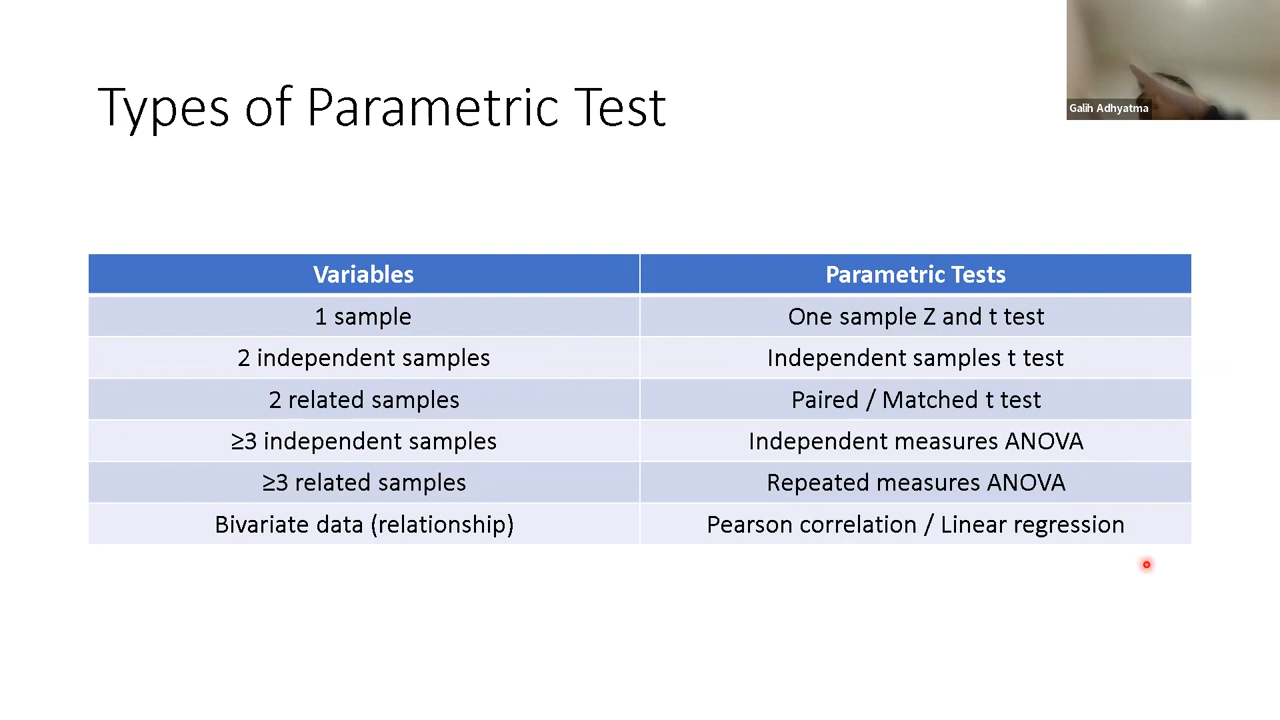 Types of Parametric Test
Galih Adhyatma
Variables Parametric Tests
1 sample One sample Z and t test
2 independent samples Independent samples t test
2 related samples Paired / Matched t test
≥3 independent samples Independent measures ANOVA
≥3 related samples Repeated measures ANOVA
Bivariate data (relationship) Pearson correlation / Linear regression